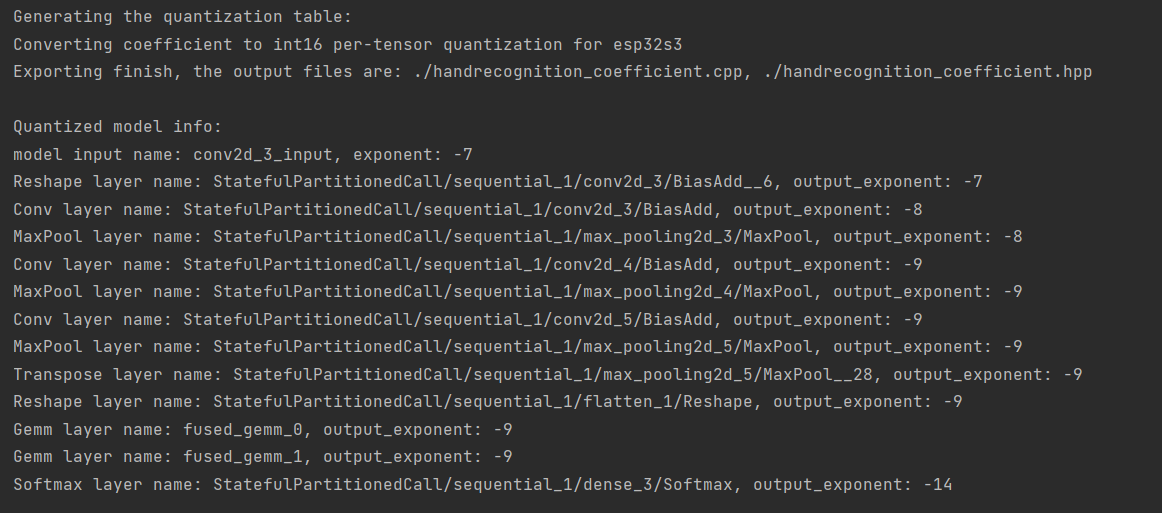 Generating the quantization table:
Converting coefficient to int16 per-tensor quantization for esp32s3
Exporting finish, the output files are: ./handrecognition_coefficient.cpp, ./handrecognition_coefficient.hpp
Quantized model info:
model input name: conv2d_3_input, exponent: -7
Reshape layer name: StatefulPartitionedCall/sequential_1/conv2d_3/BiasAdd__6, output_exponent: -7
Conv layer name: StatefulPartitionedCall/sequential_1/conv2d_3/BiasAdd, output_exponent: -8
MaxPool layer name: StatefulPartitionedCall/sequential_1/max_pooling2d_3/MaxPool, output_exponent: -8
Conv layer name: StatefulPartitionedCall/sequential_1/conv2d_4/BiasAdd, output_exponent: -9
MaxPool layer name: StatefulPartitionedCall/sequential_1/max_pooling2d_4/MaxPool, output_exponent: -9
Conv layer name: StatefulPartitionedCall/sequential_1/conv2d_5/BiasAdd, output_exponent: -9
MaxPool layer name: StatefulPartitionedCall/sequential_1/max_pooling2d_5/MaxPool, output_exponent: -9
Transpose layer name: StatefulPartitionedCall/sequential_1/max_pooling2d_5/MaxPool__28, output_exponent: -9
Reshape layer name: StatefulPartitionedCall/sequential_1/flatten_1/Reshape, output_exponent: -9
Gemm layer name: fused_gemm_0, output_exponent: -9
Gemm layer name: fused_gemm_1, output_exponent: -9
Softmax layer name: StatefulPartitionedCall/sequential_1/dense_3/Softmax, output_exponent: -14